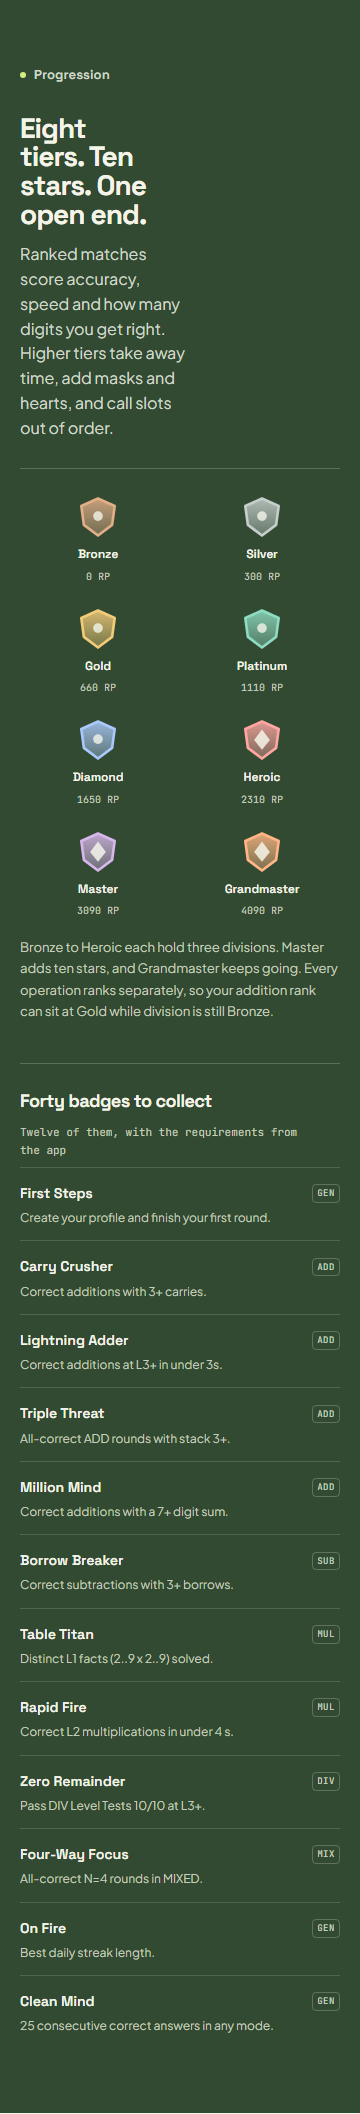 Progression
Eight
tiers. Ten
stars. One
open end.
Ranked matches
score accuracy,
speed and how many
digits you get right.
Higher tiers take away
time, add masks and
hearts, and call slots
out of order.
Bronze
0 RP
Silver
300 RP
Gold
660 RP
Platinum
1110 RP
Diamond
1650 RP
Heroic
2310 RP
Master
3090 RP
Grandmaster
4090 RP
Bronze to Heroic each hold three divisions. Master
adds ten stars, and Grandmaster keeps going. Every
operation ranks separately, so your addition rank
can sit at Gold while division is still Bronze.
Forty badges to collect
Twelve of them, with the requirements from
the app
First Steps GEN
Create your profile and finish your first round.
Carry Crusher ADD
Correct additions with 3+ carries.
Lightning Adder ADD
Correct additions at L3+ in under 3s.
Triple Threat ADD
All-correct ADD rounds with stack 3+.
Million Mind ADD
Correct additions with a 7+ digit sum.
Borrow Breaker SUB
Correct subtractions with 3+ borrows.
Table Titan MUL
Distinct L1 facts (2..9 x 2..9) solved.
Rapid Fire MUL
Correct L2 multiplications in under 4 s.
Zero Remainder DIV
Pass DIV Level Tests 10/10 at L3+.
Four-Way Focus MIX
All-correct N=4 rounds in MIXED.
On Fire GEN
Best daily streak length.
Clean Mind GEN
25 consecutive correct answers in any mode.